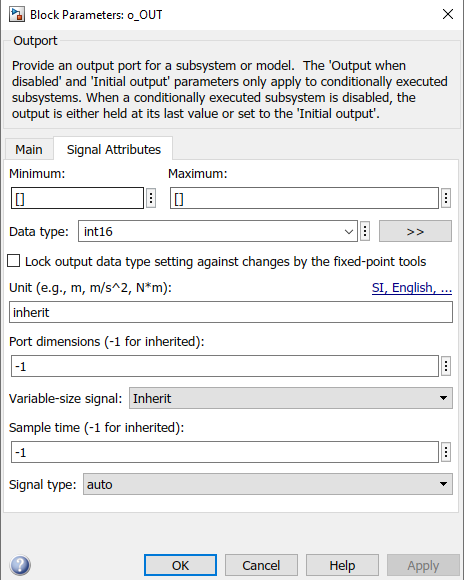 Block Parameters: o_OUT
Outport
Provide an output port for a subsystem or model. The 'Output when
disabled' and 'Initial output' parameters only apply to conditionally executed
subsystems. When a conditionally executed subsystem is disabled, the
output is either held at its last value or set to the 'Initial output'.
Main Signal Attributes
Minimum: Maximum:
[] []
Data type: int16 >>
Lock output data type setting against changes by the fixed-point tools
Unit (e.g., m, m/s^2, N*m): SI, English, ...
inherit
Port dimensions (-1 for inherited):
-1
Variable-size signal: Inherit
Sample time (-1 for inherited):
-1
Signal type: auto
? OK Cancel Help Apply